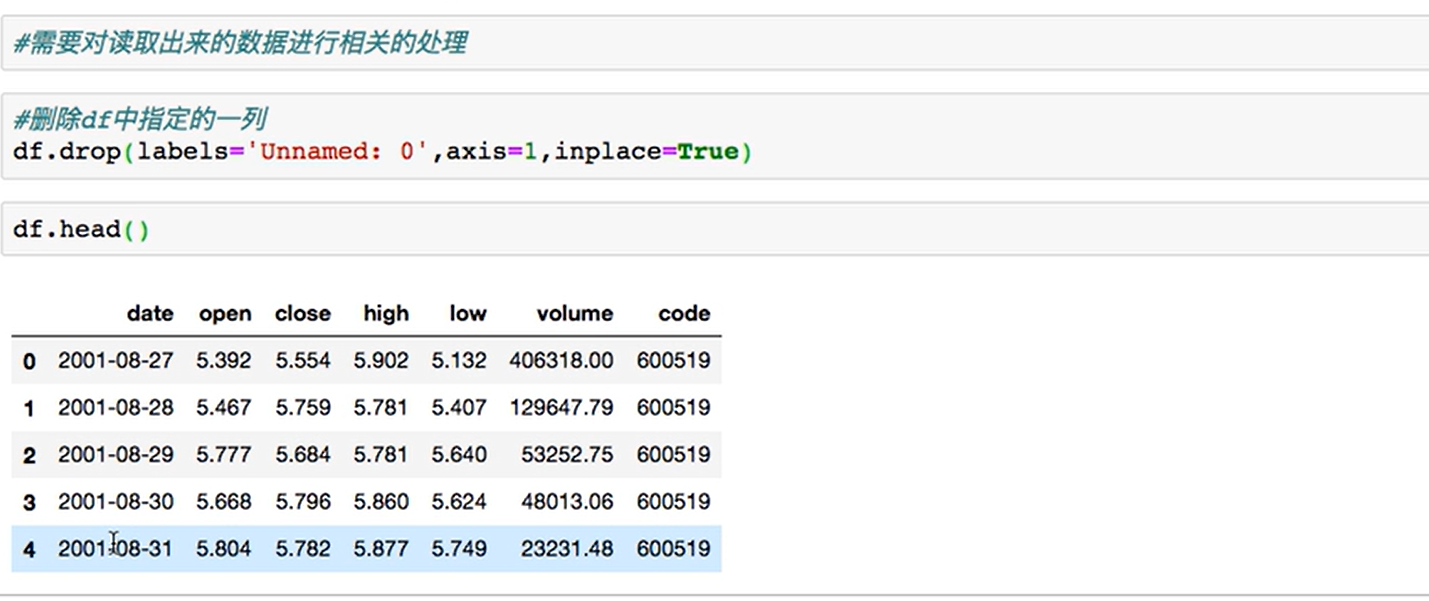 #需要对读取出来的数据进行相关的处理
#删除df中指定的一列
df.drop(labels='Unnamed: 0',axis=1,inplace=True)
df.head()
date open close high low volume code
0 2001-08-27 5.392 5.554 5.902 5.132 406318.00 600519
1 2001-08-28 5.467 5.759 5.781 5.407 129647.79 600519
2 2001-08-29 5.777 5.684 5.781 5.640 53252.75 600519
3 2001-08-30 5.668 5.796 5.860 5.624 48013.06 600519
4 2001-08-31 5.804 5.782 5.877 5.749 23231.48 600519